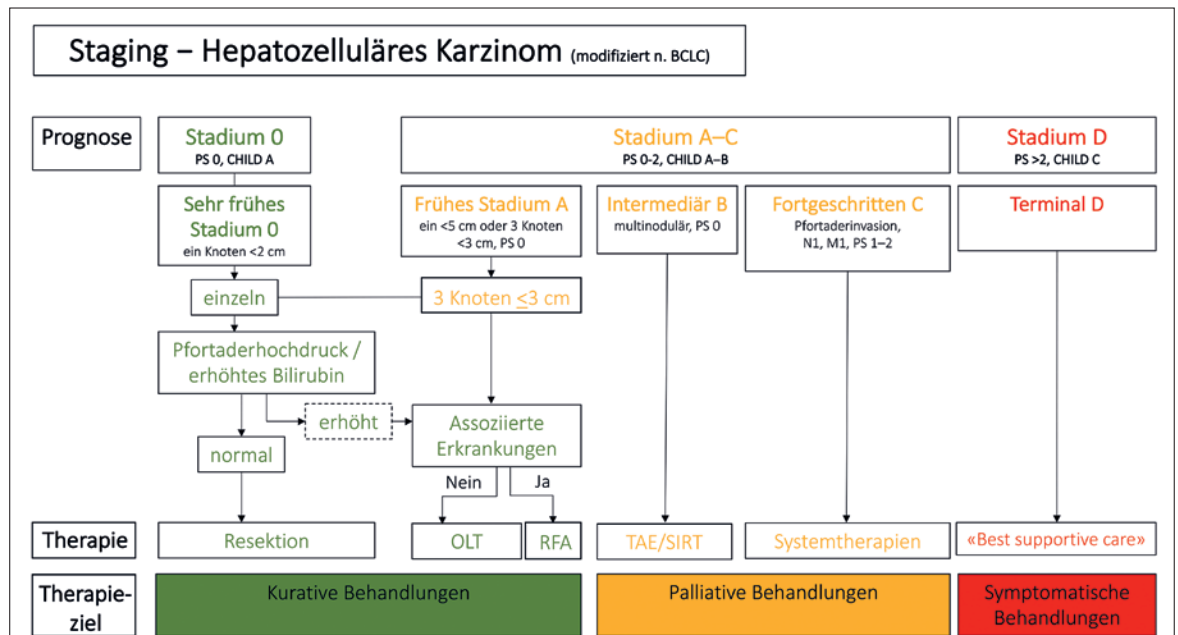 Staging – Hepatozelluläres Karzinom (modifiziert n. BCLC)
Prognose
Stadium 0
PS 0, CHILD A
Stadium A–C
PS 0-2, CHILD A–B
Stadium D
PS >2, CHILD C
Sehr frühes
Stadium 0
ein Knoten <2 cm
Frühes Stadium A
ein <5 cm oder 3 Knoten
<3 cm, PS 0
Intermediär B
multinodulär, PS 0
Fortgeschritten C
Pfortaderinvasion,
N1, M1, PS 1–2
Terminal D
einzeln
3 Knoten ≤3 cm
Pfortaderhochdruck /
erhöhtes Bilirubin
erhöht
Assoziierte
Erkrankungen
normal
Nein
Ja
Therapie
Resektion
OLT
RFA
TAE/SIRT
Systemtherapien
«Best supportive care»
Therapie-
ziel
Kurative Behandlungen
Palliative Behandlungen
Symptomatische
Behandlungen